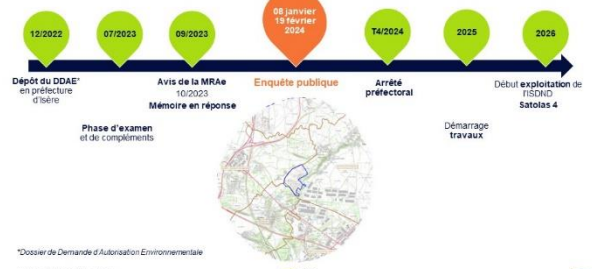 12/2022
07/2023
09/2023
08 janvier
19 février
2024
T4/2024
2025
2026
Dépôt du DDAE*
en préfecture
d'Isère
Phase d'examen
et de compléments
Avis de la MRAe
10/2023
Mémoire en réponse
Enquête publique
Arrêté
préfectoral
Démarrage
travaux
Début exploitation de
l'ISDND
Satolas 4
*Dossier de Demande d'Autorisation Environnementale